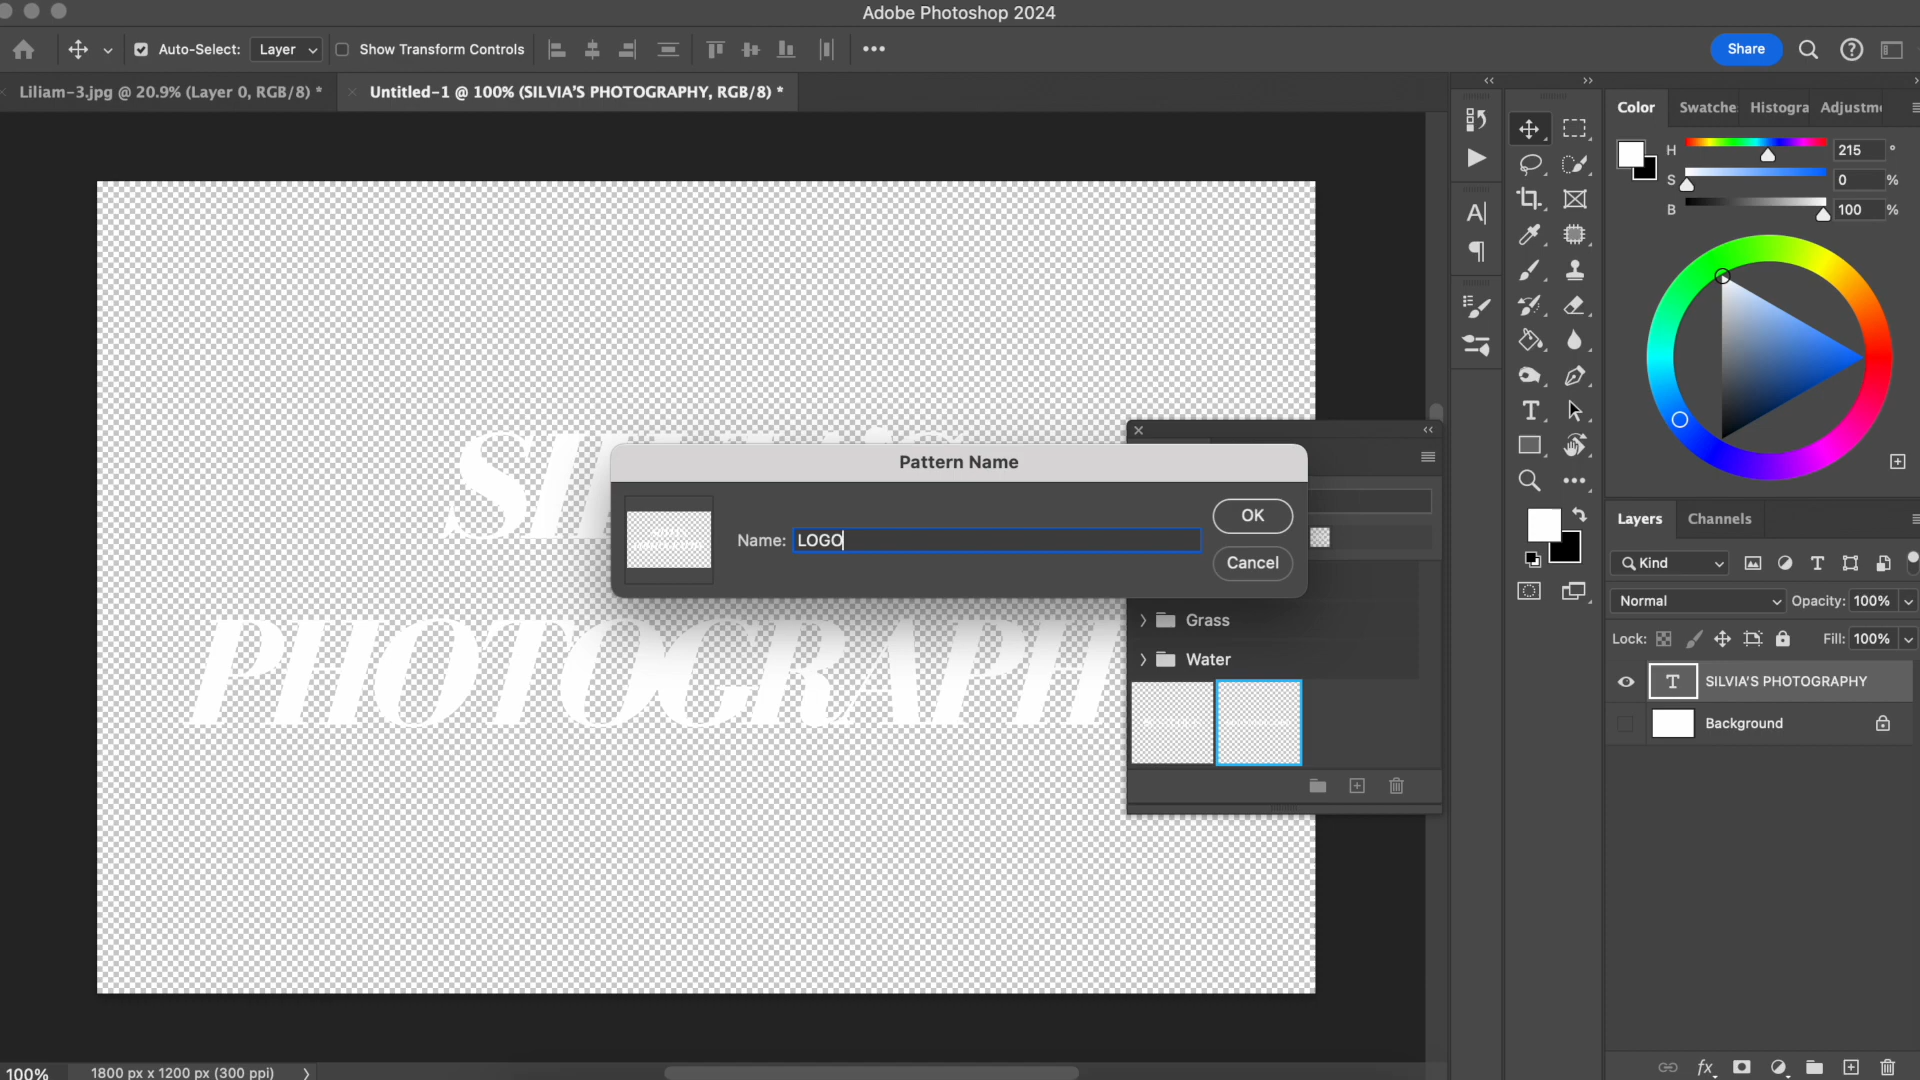 Adobe Photoshop 2024
Auto-Select: Layer Show Transform Controls
Share
Liliam-3.jpg @ 20.9% (Layer 0, RGB/8) *
Untitled-1 @ 100% (SILVIA'S PHOTOGRAPHY, RGB/8) *
Color Swatche Histogra Adjustm
H 215 °
S 0 %
B 100 %
Pattern Name
Name: LOGO
OK
Cancel
PHOTOGRAPH
Grass
Water
Layers Channels
Kind
Normal Opacity: 100%
Lock: Fill: 100%
T SILVIA'S PHOTOGRAPHY
Background
fx
100% 1800 px x 1200 px (300 ppi)